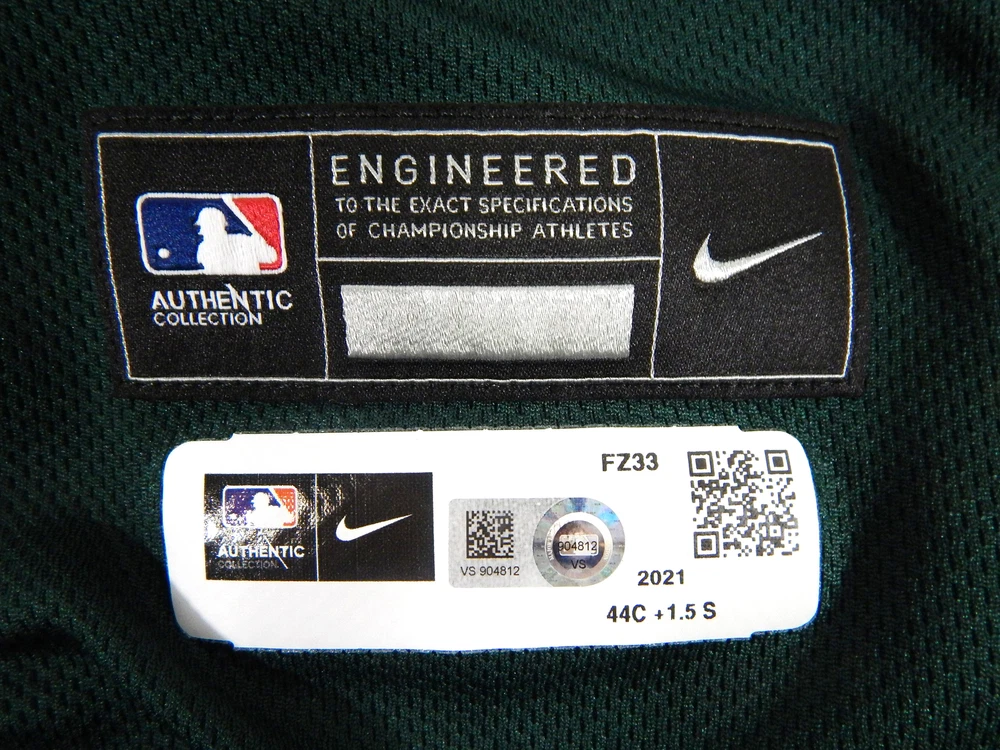 ENGINEERED
TO THE EXACT SPECIFICATIONS
OF CHAMPIONSHIP ATHLETES
AUTHENTIC
COLLECTION
FZ33
AUTHENTIC
COLLECTION
VS 904812
904812
VS
2021
44C +1.5 S